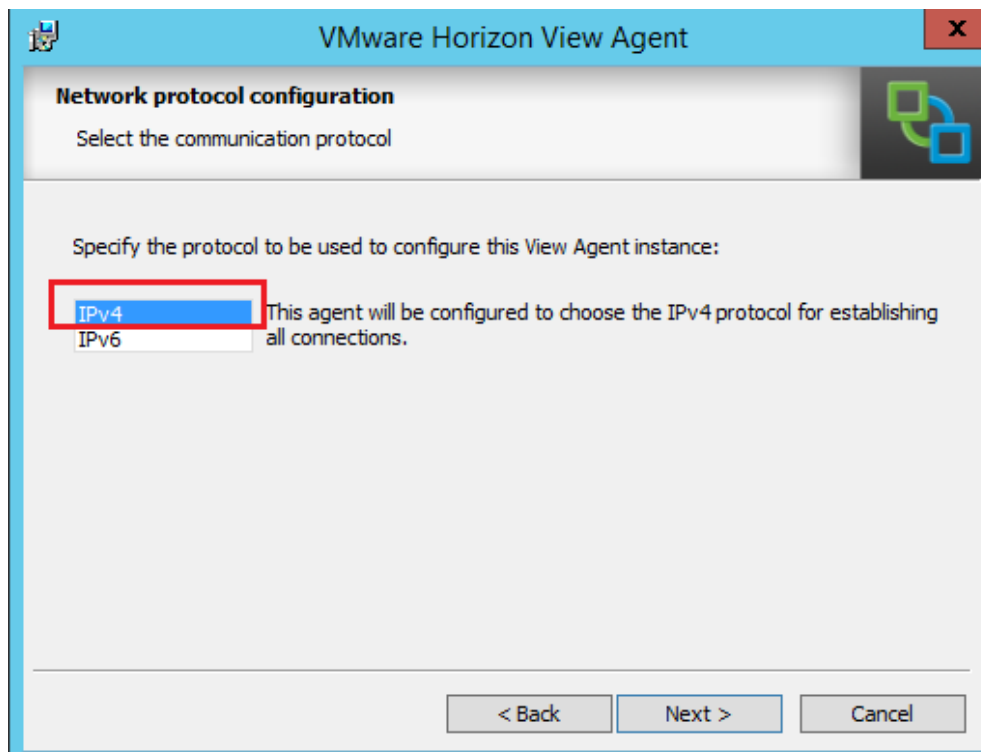 VMware Horizon View Agent
x
Network protocol configuration
Select the communication protocol
Specify the protocol to be used to configure this View Agent instance:
IPv4
IPv6
This agent will be configured to choose the IPv4 protocol for establishing
all connections.
< Back
Next >
Cancel